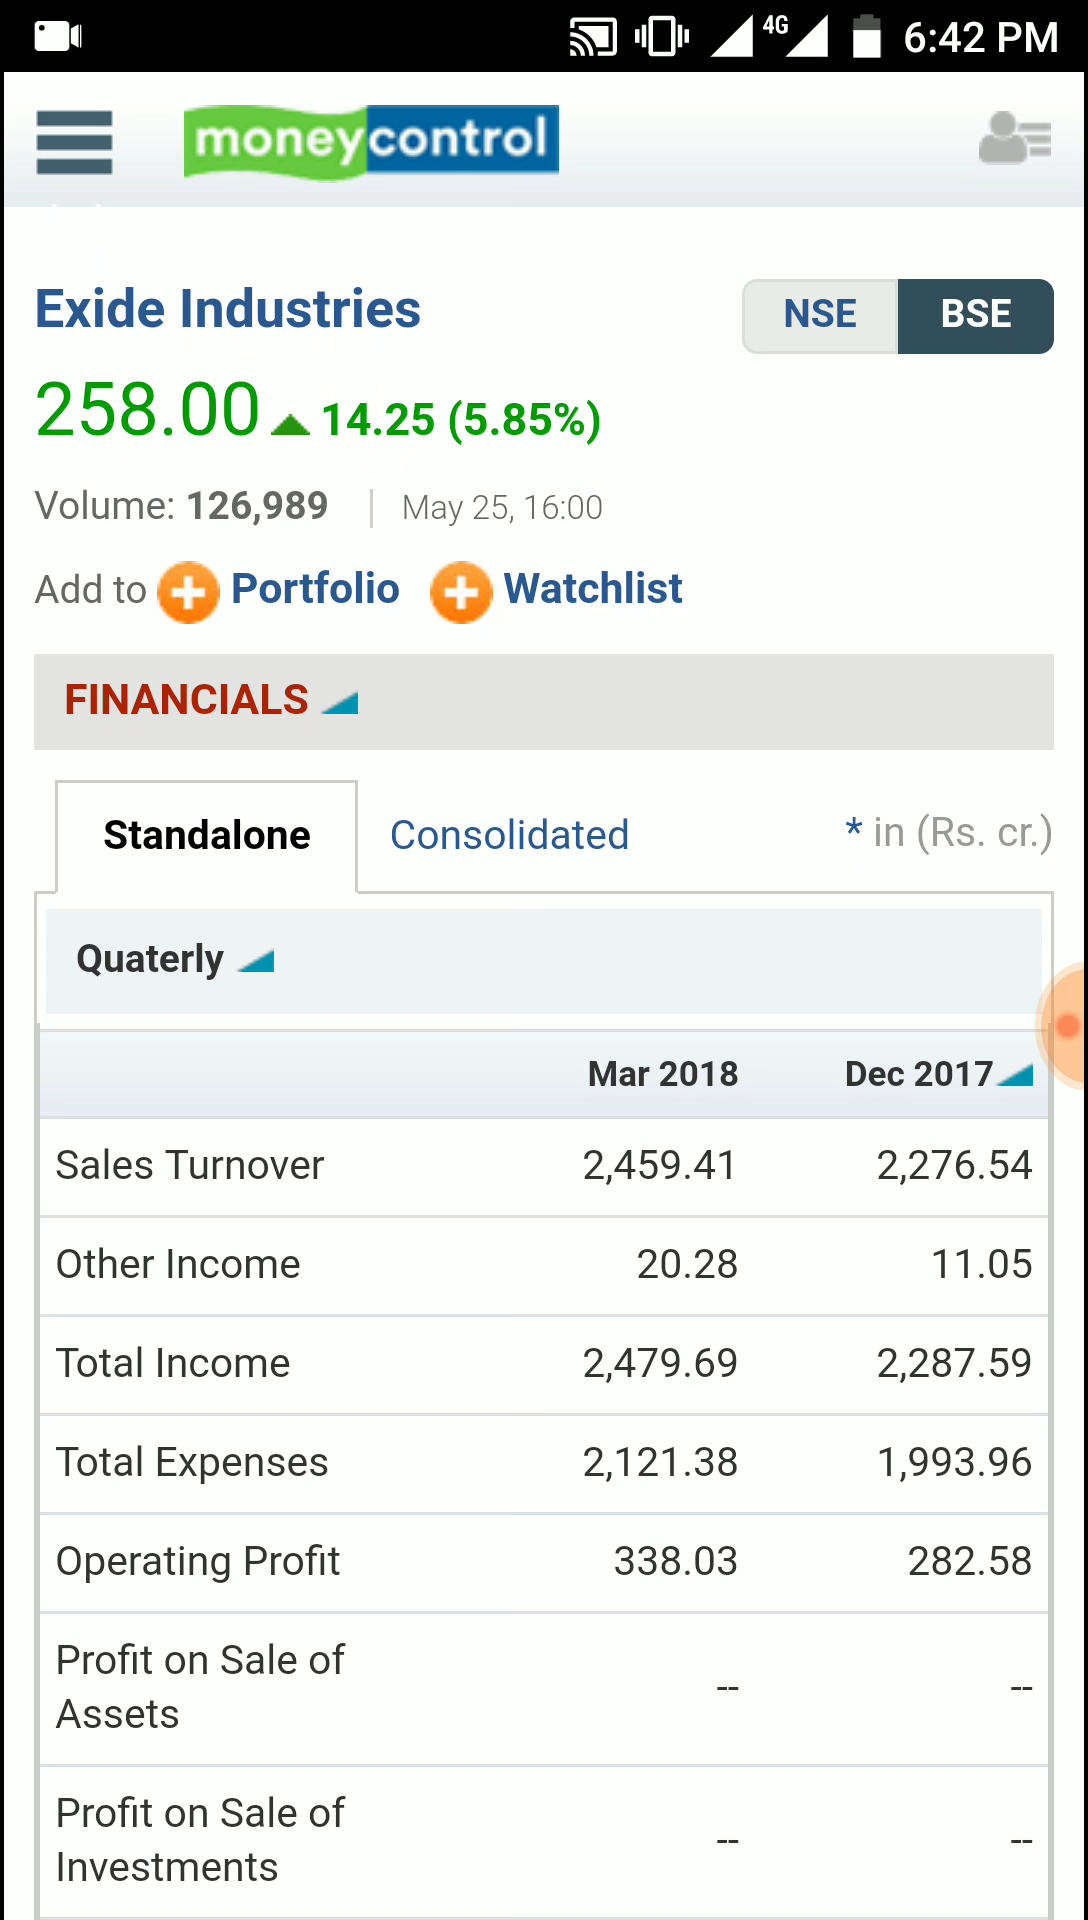 4G 6:42 PM
moneycontrol
Exide Industries NSE BSE
258.00 14.25 (5.85%)
Volume: 126,989 May 25, 16:00
Add to Portfolio Watchlist
FINANCIALS
Standalone Consolidated * in (Rs. cr.)
Quaterly
Mar 2018 Dec 2017
Sales Turnover 2,459.41 2,276.54
Other Income 20.28 11.05
Total Income 2,479.69 2,287.59
Total Expenses 2,121.38 1,993.96
Operating Profit 338.03 282.58
Profit on Sale of
Assets -- --
Profit on Sale of
Investments -- --